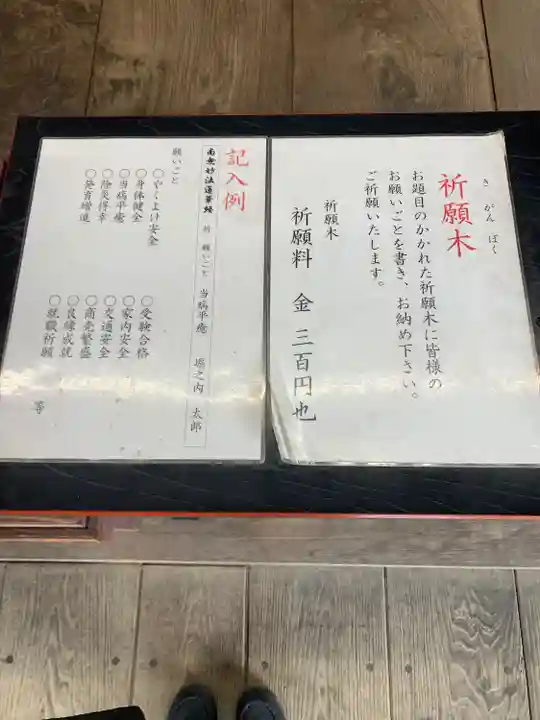 き がん ぼく
祈願木
お題目のかかれた祈願木に皆様の
お願いごとを書き、お納め下さい。
ご祈願いたします。
祈願木
祈願料 金 三百円也
記入例
南無妙法蓮華経 祈 願いごと 当病平癒 堀之内 太郎
願いごと
○やくよけ安全
○身体健全
○当病平癒
○除災得幸
○発育増進
○受験合格
○家内安全
○交通安全
○商売繁盛
○良縁成就
○就職祈願
等